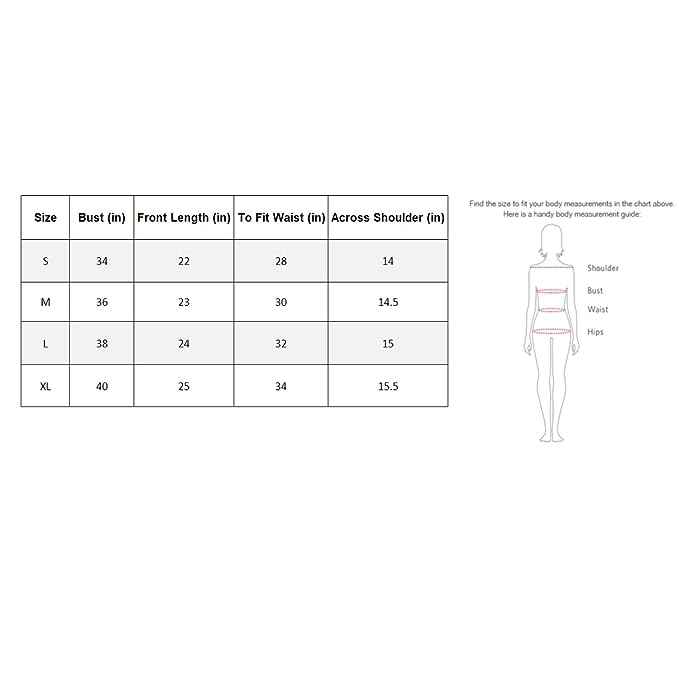 Size Bust (in) Front Length (in) To Fit Waist (in) Across Shoulder (in)
S 34 22 28 14
M 36 23 30 14.5
L 38 24 32 15
XL 40 25 34 15.5
Find the size to fit your body measurements in the chart above.
Here is a handy body measurement guide:
Shoulder
Bust
Waist
Hips